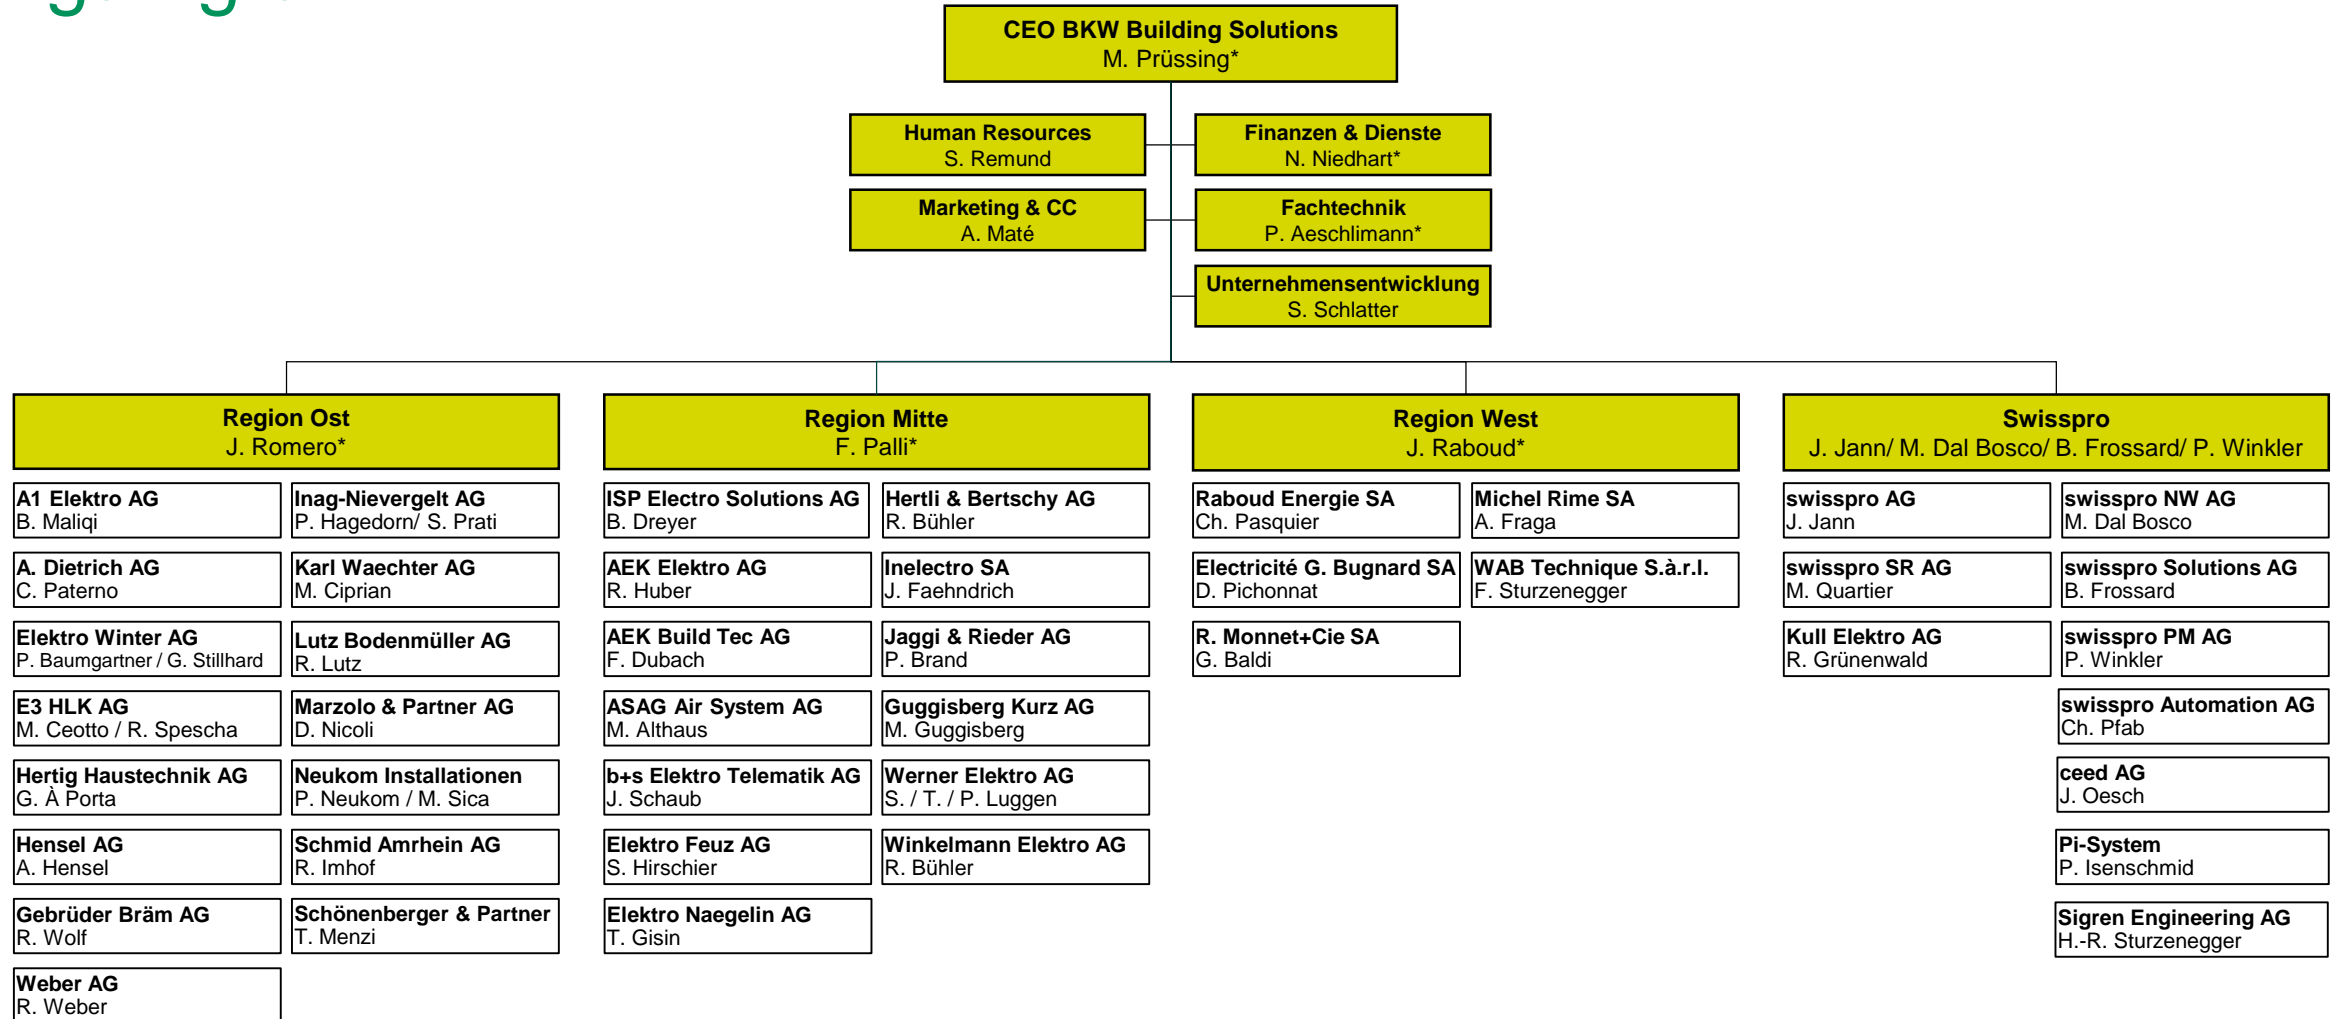 CEO BKW Building Solutions
M. Prüssing*
Human Resources
S. Remund
Finanzen & Dienste
N. Niedhart*
Marketing & CC
A. Maté
Fachtechnik
P. Aeschlimann*
Unternehmensentwicklung
S. Schlatter
Region Ost
J. Romero*
A1 Elektro AG
B. Maliqi
Inag-Nievergelt AG
P. Hagedorn/ S. Prati
A. Dietrich AG
C. Paterno
Karl Waechter AG
M. Ciprian
Elektro Winter AG
P. Baumgartner / G. Stillhard
Lutz Bodenmüller AG
R. Lutz
E3 HLK AG
M. Ceotto / R. Spescha
Marzolo & Partner AG
D. Nicoli
Hertig Haustechnik AG
G. À Porta
Neukom Installationen
P. Neukom / M. Sica
Hensel AG
A. Hensel
Schmid Amrhein AG
R. Imhof
Gebrüder Bräm AG
R. Wolf
Schönenberger & Partner
T. Menzi
Weber AG
R. Weber
Region Mitte
F. Palli*
ISP Electro Solutions AG
B. Dreyer
Hertli & Bertschy AG
R. Bühler
AEK Elektro AG
R. Huber
Inelectro SA
J. Faehndrich
AEK Build Tec AG
F. Dubach
Jaggi & Rieder AG
P. Brand
ASAG Air System AG
M. Althaus
Guggisberg Kurz AG
M. Guggisberg
b+s Elektro Telematik AG
J. Schaub
Werner Elektro AG
S. / T. / P. Luggen
Elektro Feuz AG
S. Hirschier
Winkelmann Elektro AG
R. Bühler
Elektro Naegelin AG
T. Gisin
Region West
J. Raboud*
Raboud Energie SA
Ch. Pasquier
Michel Rime SA
A. Fraga
Electricité G. Bugnard SA
D. Pichonnat
WAB Technique S.à.r.l.
F. Sturzenegger
R. Monnet+Cie SA
G. Baldi
Swisspro
J. Jann/ M. Dal Bosco/ B. Frossard/ P. Winkler
swisspro AG
J. Jann
swisspro NW AG
M. Dal Bosco
swisspro SR AG
M. Quartier
swisspro Solutions AG
B. Frossard
Kull Elektro AG
R. Grünenwald
swisspro PM AG
P. Winkler
swisspro Automation AG
Ch. Pfab
ceed AG
J. Oesch
Pi-System
P. Isenschmid
Sigren Engineering AG
H.-R. Sturzenegger